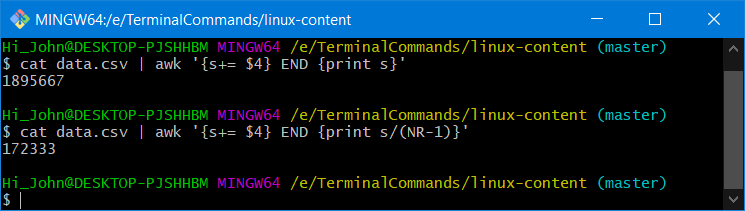 MINGW64:/e/TerminalCommands/linux-content
Hi_John@DESKTOP-PJSHHBM MINGW64 /e/TerminalCommands/linux-content (master)
$ cat data.csv | awk '{s+= $4} END {print s}'
1895667
Hi_John@DESKTOP-PJSHHBM MINGW64 /e/TerminalCommands/linux-content (master)
$ cat data.csv | awk '{s+= $4} END {print s/(NR-1)}'
172333
Hi_John@DESKTOP-PJSHHBM MINGW64 /e/TerminalCommands/linux-content (master)
$